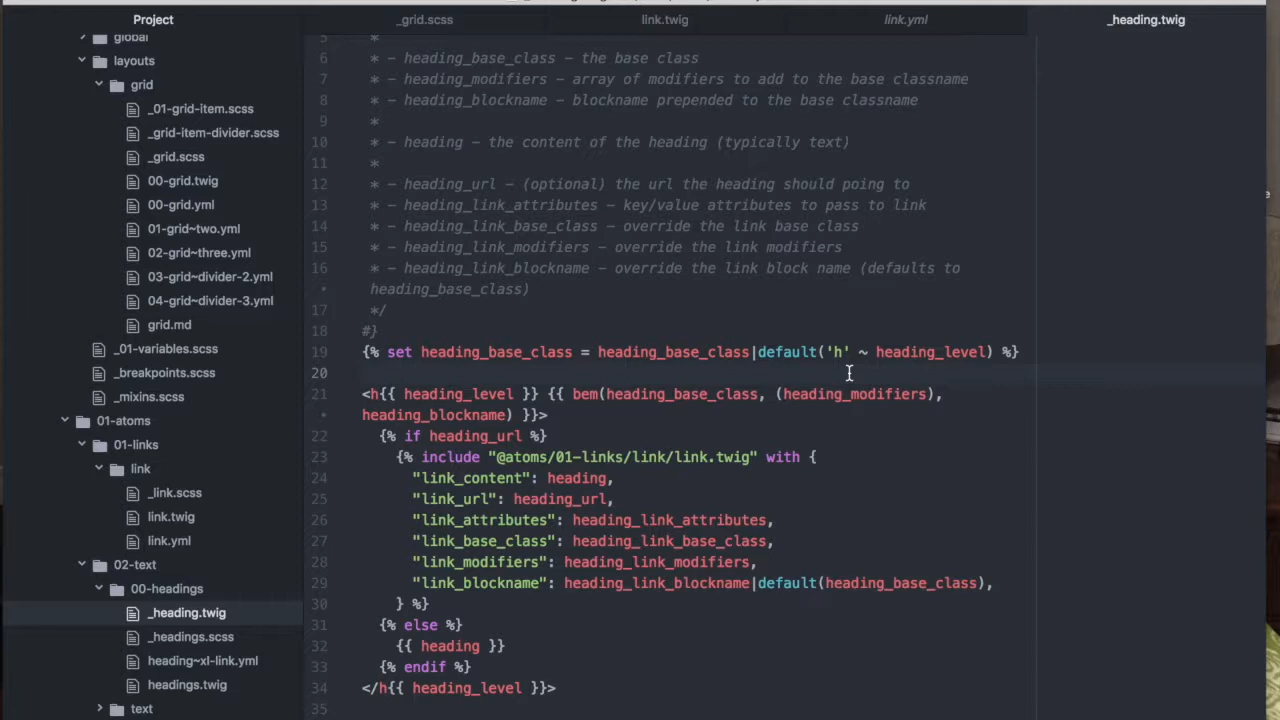 Project
_grid.scss
link.twig
link.yml
_heading.twig
global
layouts
grid
_01-grid-item.scss
_grid-item-divider.scss
_grid.scss
00-grid.twig
00-grid.yml
01-grid~two.yml
02-grid~three.yml
03-grid~divider-2.yml
04-grid~divider-3.yml
grid.md
_01-variables.scss
_breakpoints.scss
_mixins.scss
01-atoms
01-links
link
_link.scss
link.twig
link.yml
02-text
00-headings
_heading.twig
_headings.scss
heading~xl-link.yml
headings.twig
text
5 *
6 * - heading_base_class - the base class
7 * - heading_modifiers - array of modifiers to add to the base classname
8 * - heading_blockname - blockname prepended to the base classname
9 *
10 * - heading - the content of the heading (typically text)
11 *
12 * - heading_url - (optional) the url the heading should poing to
13 * - heading_link_attributes - key/value attributes to pass to link
14 * - heading_link_base_class - override the link base class
15 * - heading_link_modifiers - override the link modifiers
16 * - heading_link_blockname - override the link block name (defaults to
• heading_base_class)
17 */
18 #}
19 {% set heading_base_class = heading_base_class|default('h' ~ heading_level) %}
20
21 <h{{ heading_level }} {{ bem(heading_base_class, (heading_modifiers),
• heading_blockname) }}>
22 {% if heading_url %}
23 {% include "@atoms/01-links/link/link.twig" with {
24 "link_content": heading,
25 "link_url": heading_url,
26 "link_attributes": heading_link_attributes,
27 "link_base_class": heading_link_base_class,
28 "link_modifiers": heading_link_modifiers,
29 "link_blockname": heading_link_blockname|default(heading_base_class),
30 } %}
31 {% else %}
32 {{ heading }}
33 {% endif %}
34 </h{{ heading_level }}>
35